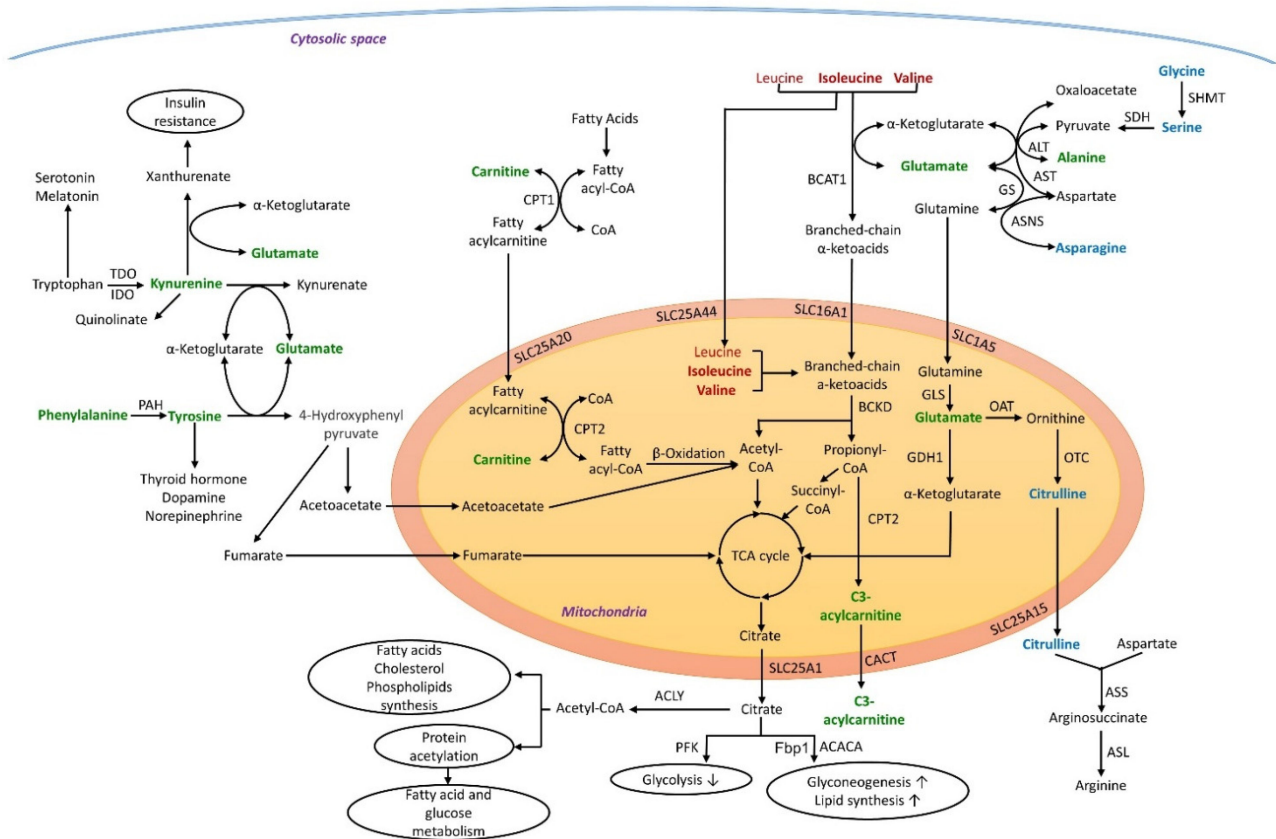 Cytosolic space
Insulin
resistance
Xanthurenate
Serotonin
Melatonin
α-Ketoglutarate
Glutamate
Tryptophan
TDO
IDO
Kynurenine
Kynurenate
Quinolinate
α-Ketoglutarate
Glutamate
Phenylalanine
PAH
Tyrosine
4-Hydroxyphenyl
pyruvate
Thyroid hormone
Dopamine
Norepinephrine
Acetoacetate
Fumarate
Fatty Acids
Carnitine
Fatty
acyl-CoA
CPT1
Fatty
acylcarnitine
CoA
Leucine Isoleucine Valine
BCAT1
α-Ketoglutarate
Glutamate
Branched-chain
α-ketoacids
Oxaloacetate
Pyruvate
SDH
Glycine
SHMT
Serine
ALT
Alanine
AST
Aspartate
GS
Glutamine
ASNS
Asparagine
SLC25A20
SLC25A44
SLC16A1
SLC1A5
Fatty
acylcarnitine
CoA
CPT2
Carnitine
Fatty
acyl-CoA
β-Oxidation
Acetoacetate
Fumarate
Leucine
Isoleucine
Valine
Branched-chain
a-ketoacids
BCKD
Acetyl-
CoA
Propionyl-
CoA
Succinyl-
CoA
CPT2
TCA cycle
Glutamine
GLS
Glutamate
OAT
Ornithine
GDH1
OTC
α-Ketoglutarate
Citrulline
C3-
acylcarnitine
Mitochondria
Citrate
SLC25A1
CACT
SLC25A15
Citrulline
Aspartate
ASS
Arginosuccinate
ASL
Arginine
C3-
acylcarnitine
Fatty acids
Cholesterol
Phospholipids
synthesis
Acetyl-CoA
ACLY
Citrate
Protein
acetylation
Fatty acid and
glucose
metabolism
PFK
Fbp1
ACACA
Glycolysis ↓
Glyconeogenesis ↑
Lipid synthesis ↑